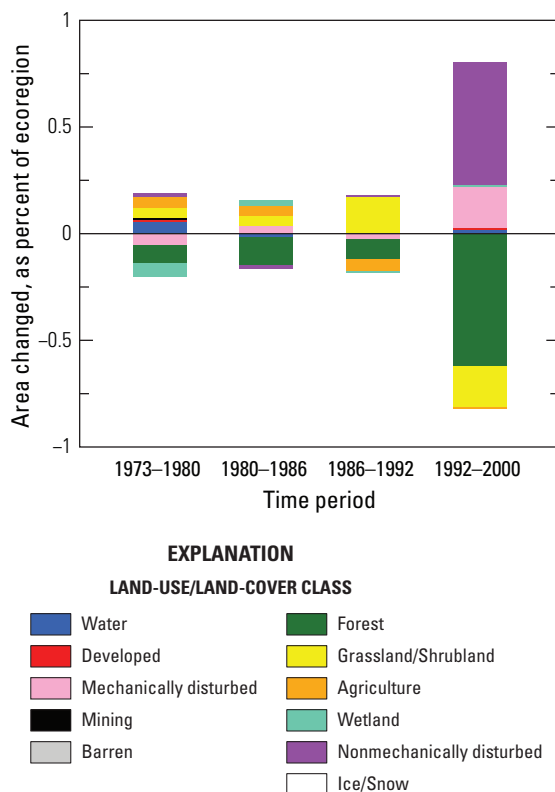 Area changed, as percent of ecoregion
1
0.5
0
–0.5
–1
1973–1980 1980–1986 1986–1992 1992–2000
Time period
EXPLANATION
LAND-USE/LAND-COVER CLASS
Water
Developed
Mechanically disturbed
Mining
Barren
Forest
Grassland/Shrubland
Agriculture
Wetland
Nonmechanically disturbed
Ice/Snow